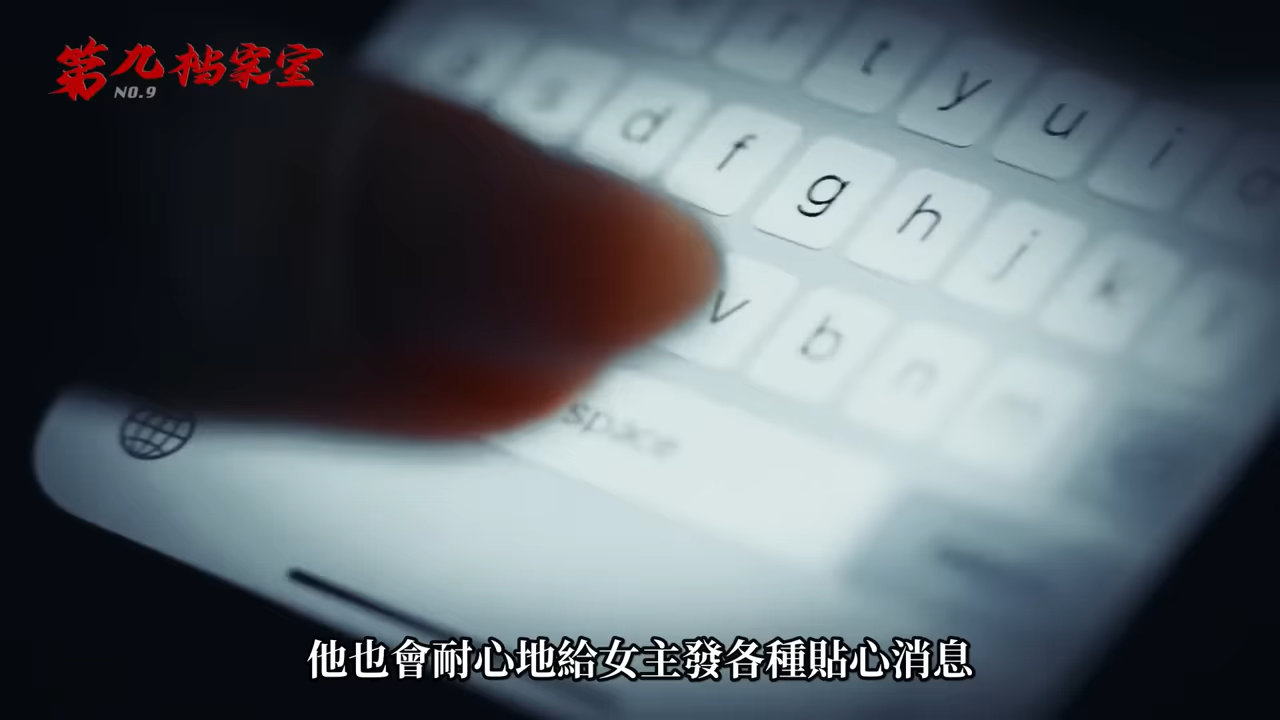 第九档案室
NO.9
t y u i
s d f g h j k
v b n
space
他也會耐心地給女主發各種貼心消息